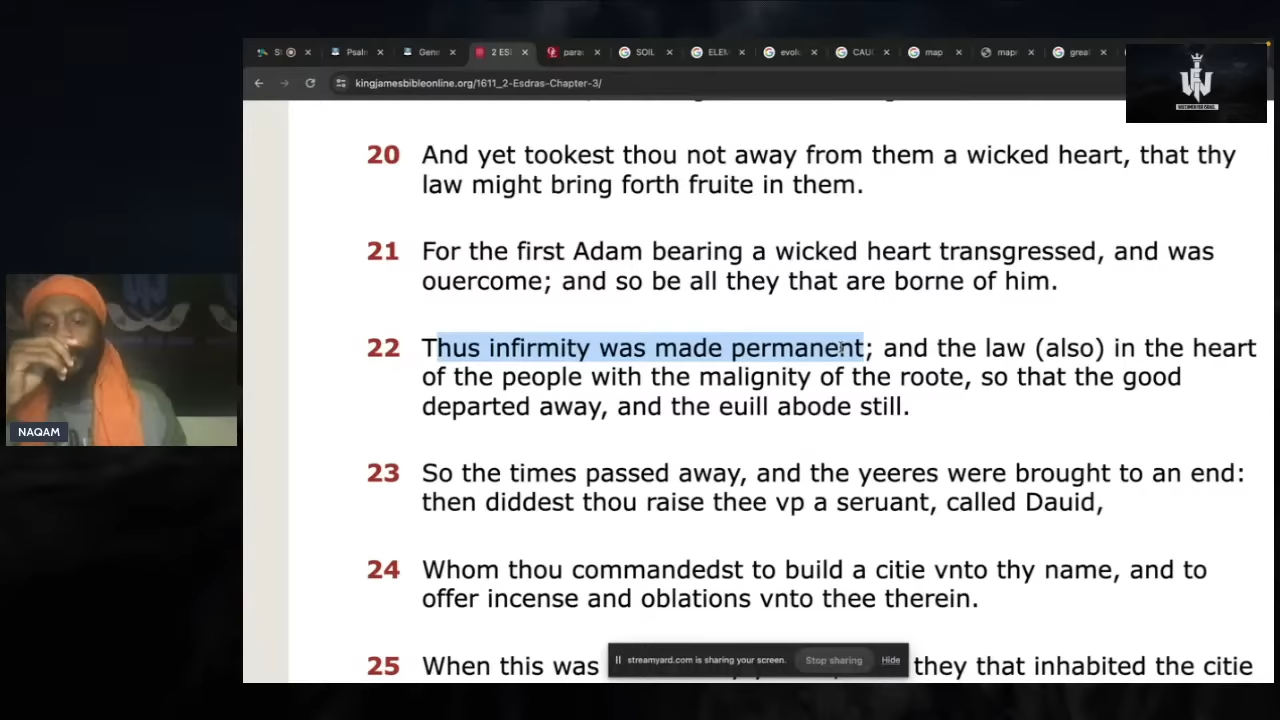 2 ESI
SOIL
map
kingjamesbibleonline.org/1611_2-Esdras-Chapter-3/
20 And yet tookest thou not away from them a wicked heart, that thy
law might bring forth fruite in them.
21 For the first Adam bearing a wicked heart transgressed, and was
ouercome; and so be all they that are borne of him.
22 Thus infirmity was made permanent; and the law (also) in the heart
of the people with the malignity of the roote, so that the good
departed away, and the euill abode still.
23 So the times passed away, and the yeeres were brought to an end:
then diddest thou raise thee vp a seruant, called Dauid,
24 Whom thou commandedst to build a citie vnto thy name, and to
offer incense and oblations vnto thee therein.
25 When this was they that inhabited the citie
streamyard.com is sharing your screen. Stop sharing Hide
NAQAM